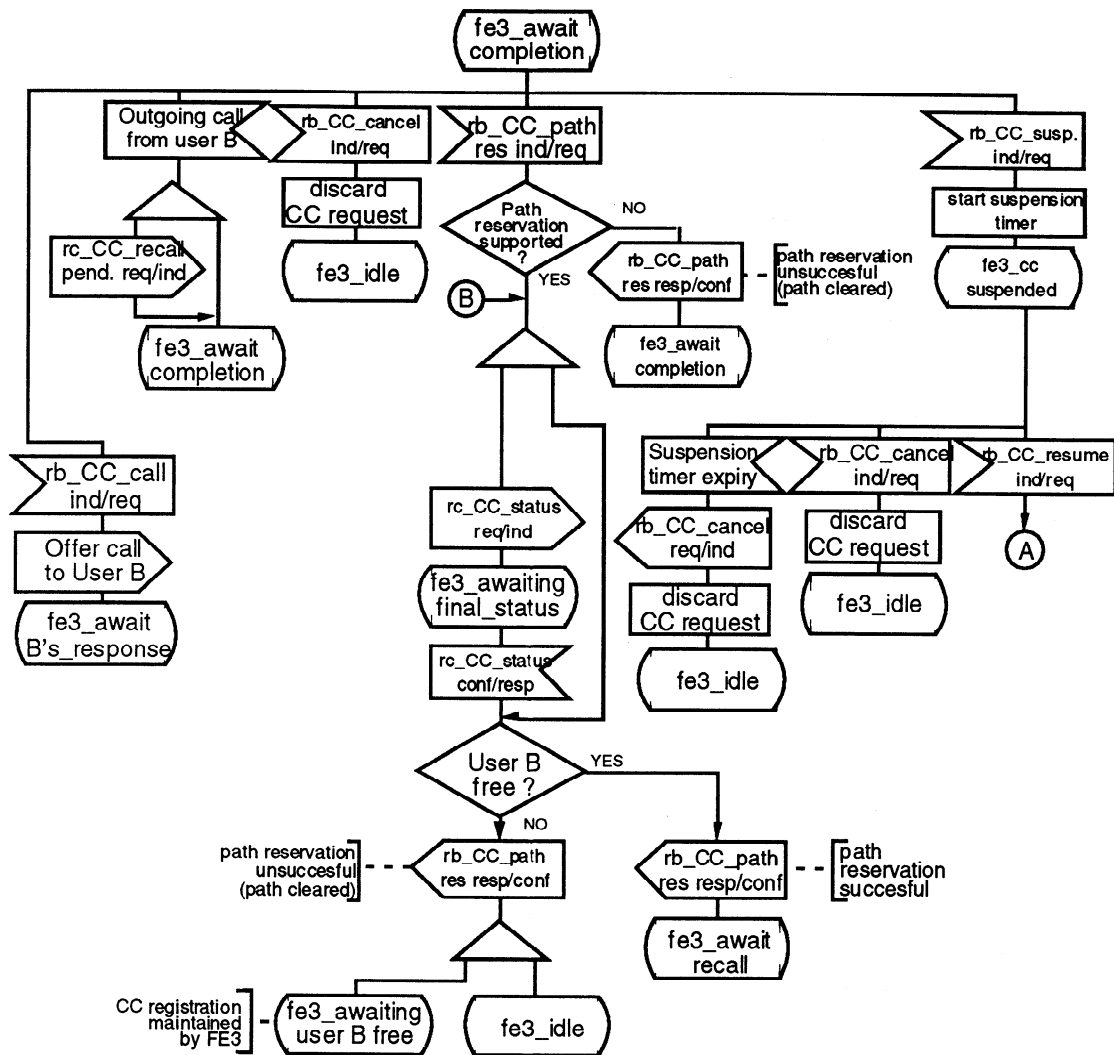 fe3_await
completion
Outgoing call
from user B
rb_CC_cancel
ind/req
rb_CC_path
res ind/req
rb_CC_susp.
ind/req
discard
CC request
fe3_idle
Path
reservation
supported
?
NO
YES
start suspension
timer
fe3_cc
suspended
rc_CC_recall
pend. req/ind
fe3_await
completion
rb_CC_path
res resp/conf
path reservation
unsuccesful
(path cleared)
B
fe3_await
completion
rb_CC_call
ind/req
Offer call
to User B
fe3_await
B's_response
Suspension
timer expiry
rb_CC_cancel
ind/req
rb_CC_resume
ind/req
rb_CC_cancel
req/ind
discard
CC request
fe3_idle
discard
CC request
fe3_idle
A
rc_CC_status
req/ind
fe3_awaiting
final_status
rc_CC_status
conf/resp
User B
free ?
YES
NO
path reservation
unsuccesful
(path cleared)
rb_CC_path
res resp/conf
rb_CC_path
res resp/conf
path
reservation
succesful
fe3_await
recall
CC registration
maintained
by FE3
fe3_awaiting
user B free
fe3_idle